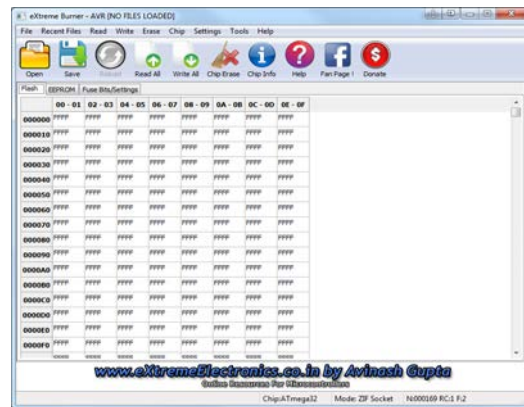 eXtreme Burner - AVR [NO FILES LOADED]
File Recent Files Read Write Erase Chip Settings Tools Help
Open Save Reload Read All Write All Chip Erase Chip Info Help Fan Page ! Donate
Flash EEPROM Fuse Bits/Settings
00 - 01 02 - 03 04 - 05 06 - 07 08 - 09 0A - 0B 0C - 0D 0E - 0F
000000 FFFF FFFF FFFF FFFF FFFF FFFF FFFF FFFF
000010 FFFF FFFF FFFF FFFF FFFF FFFF FFFF FFFF
000020 FFFF FFFF FFFF FFFF FFFF FFFF FFFF FFFF
000030 FFFF FFFF FFFF FFFF FFFF FFFF FFFF FFFF
000040 FFFF FFFF FFFF FFFF FFFF FFFF FFFF FFFF
000050 FFFF FFFF FFFF FFFF FFFF FFFF FFFF FFFF
000060 FFFF FFFF FFFF FFFF FFFF FFFF FFFF FFFF
000070 FFFF FFFF FFFF FFFF FFFF FFFF FFFF FFFF
000080 FFFF FFFF FFFF FFFF FFFF FFFF FFFF FFFF
000090 FFFF FFFF FFFF FFFF FFFF FFFF FFFF FFFF
0000A0 FFFF FFFF FFFF FFFF FFFF FFFF FFFF FFFF
0000B0 FFFF FFFF FFFF FFFF FFFF FFFF FFFF FFFF
0000C0 FFFF FFFF FFFF FFFF FFFF FFFF FFFF FFFF
0000D0 FFFF FFFF FFFF FFFF FFFF FFFF FFFF FFFF
0000E0 FFFF FFFF FFFF FFFF FFFF FFFF FFFF FFFF
0000F0 FFFF FFFF FFFF FFFF FFFF FFFF FFFF FFFF
www.eXtremeElectronics.co.in by Avinash Gupta
Online Resources For Microcontrollers
Chip:ATmega32 Mode: ZIF Socket N:000169 RC:1 F:2